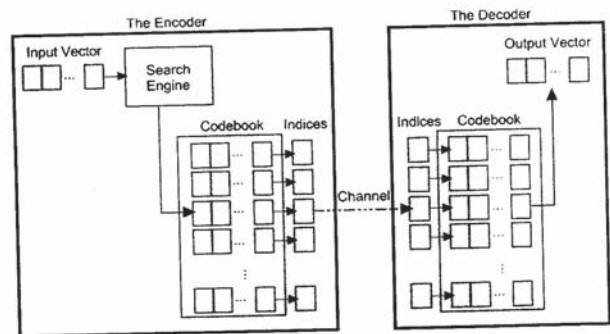 The Encoder
Input Vector
Search
Engine
Codebook
Indices
Channel
The Decoder
Output Vector
Indices
Codebook